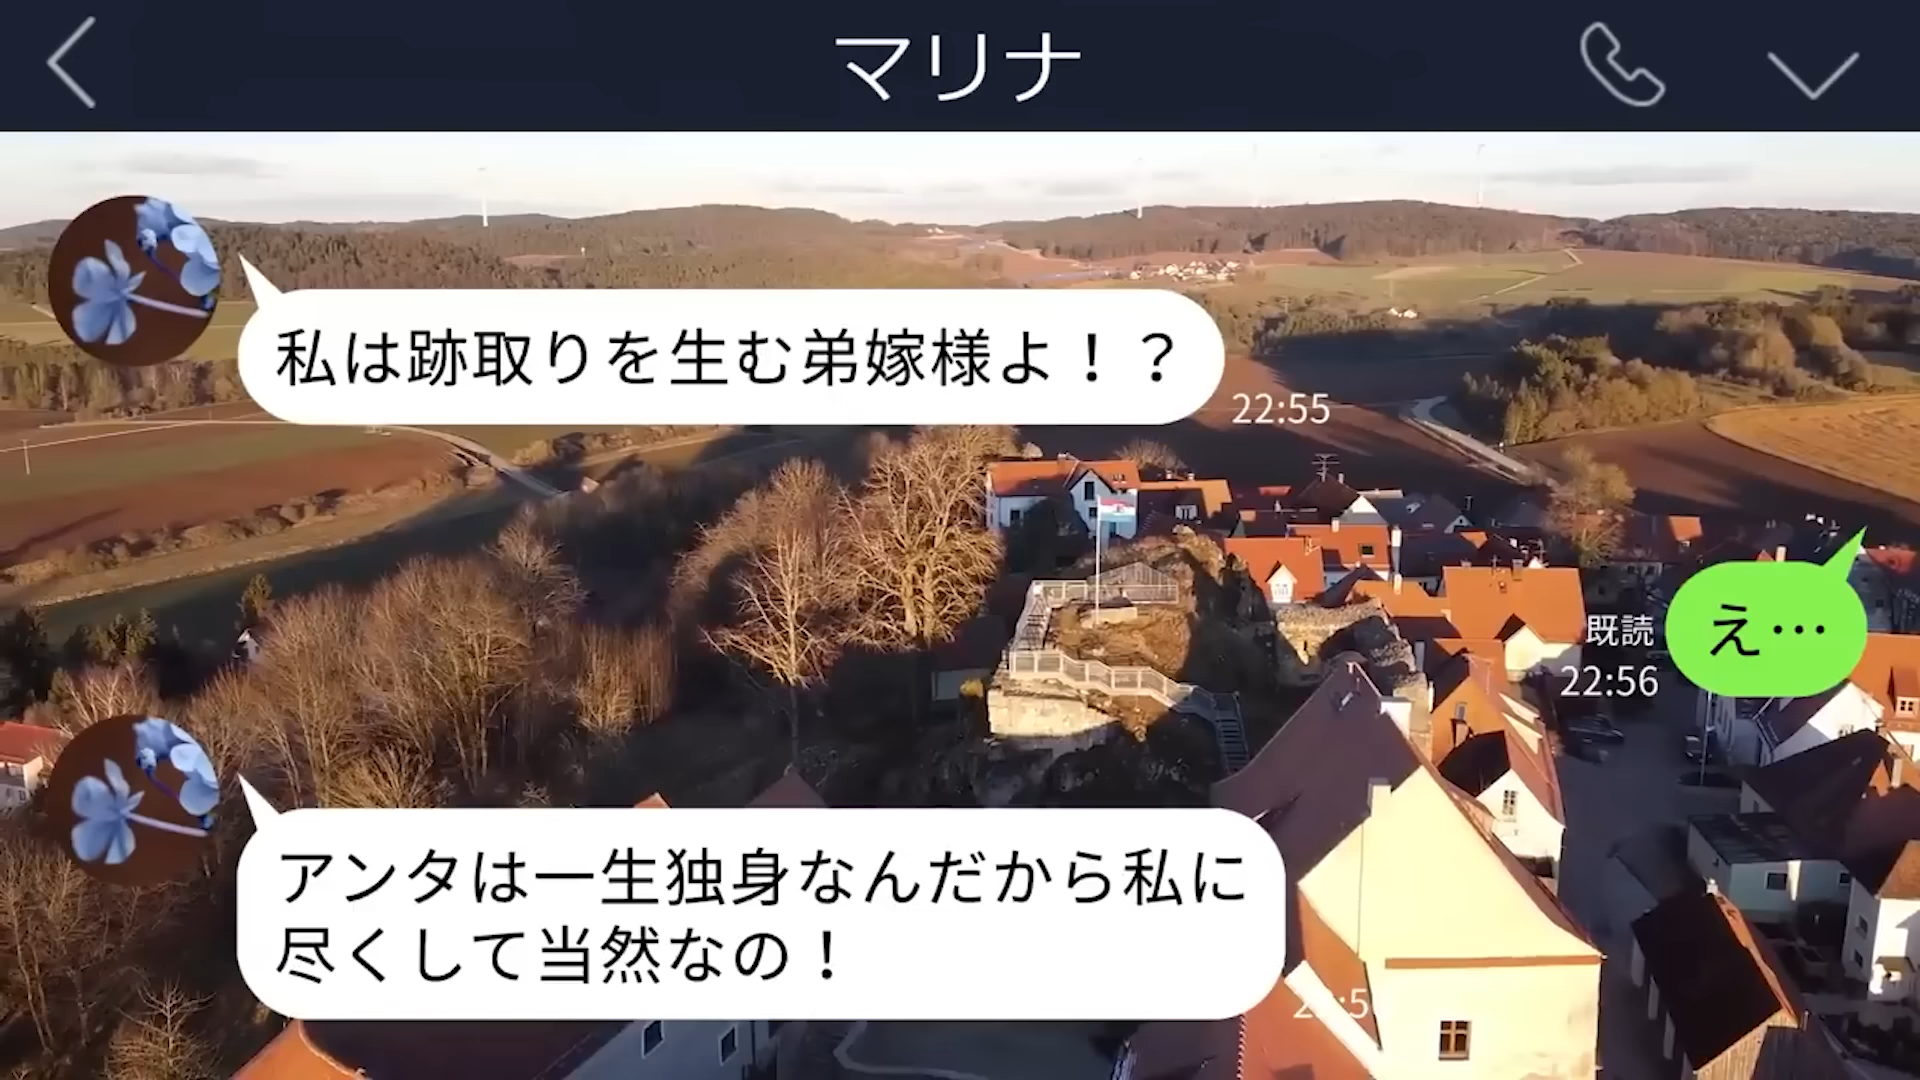 マリナ
私は跡取りを生む弟嫁様よ！？
22:55
え…
既読
22:56
アンタは一生独身なんだから私に
尽くして当然なの！